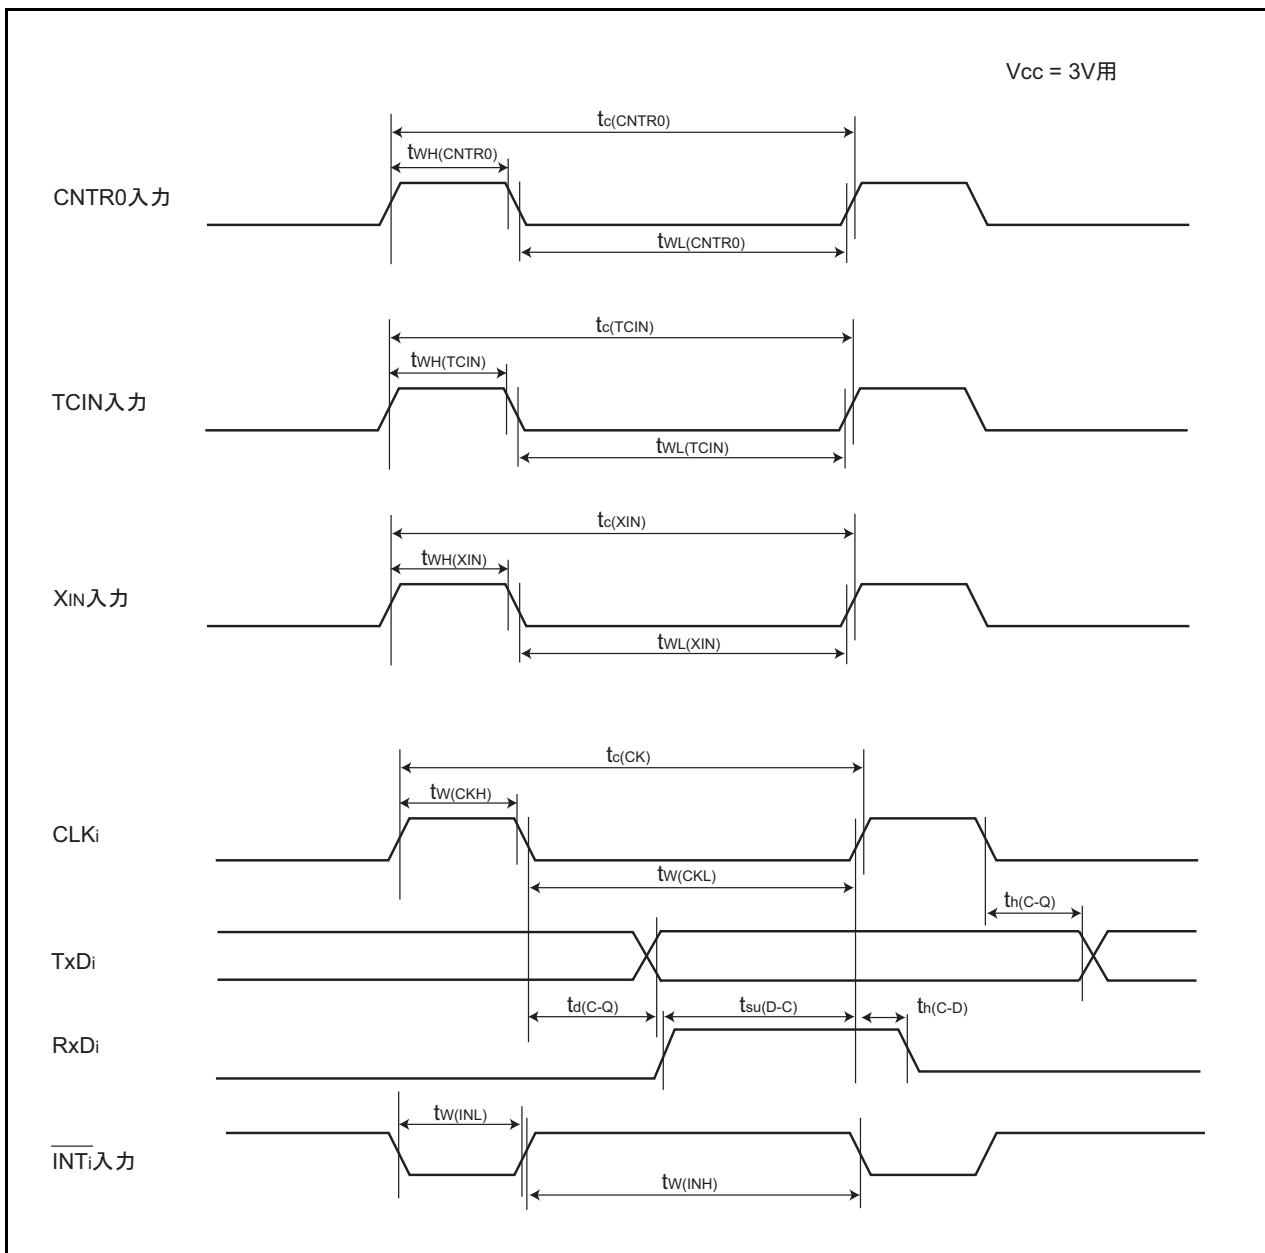 Vcc = 3V用
tc(CNTR0)
tWH(CNTR0)
CNTR0入力
tWL(CNTR0)
tc(TCIN)
tWH(TCIN)
TCIN入力
tWL(TCIN)
tc(XIN)
tWH(XIN)
XIN入力
tWL(XIN)
tc(CK)
tW(CKH)
CLKi
tW(CKL)
th(C-Q)
TxDi
td(C-Q)
tsu(D-C)
th(C-D)
RxDi
tW(INL)
INTi入力
tW(INH)